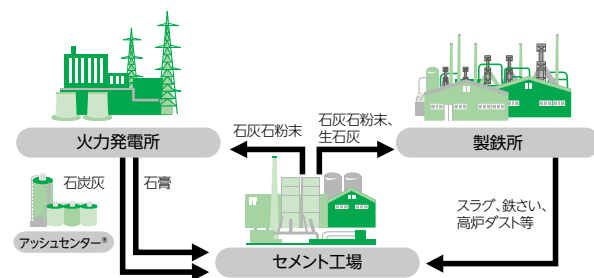 石灰石粉末
石灰石粉末、
生石灰
火力発電所
製鉄所
石炭灰
石膏
スラグ、鉄さい、
高炉ダスト等
アッシュセンター®
セメント工場